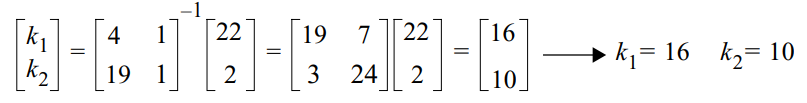 [k₁ k₂] = [4 1; 19 1]⁻¹ [22; 2] = [19 7; 3 24] [22; 2] = [16; 10] ⟶ k₁= 16 k₂= 10